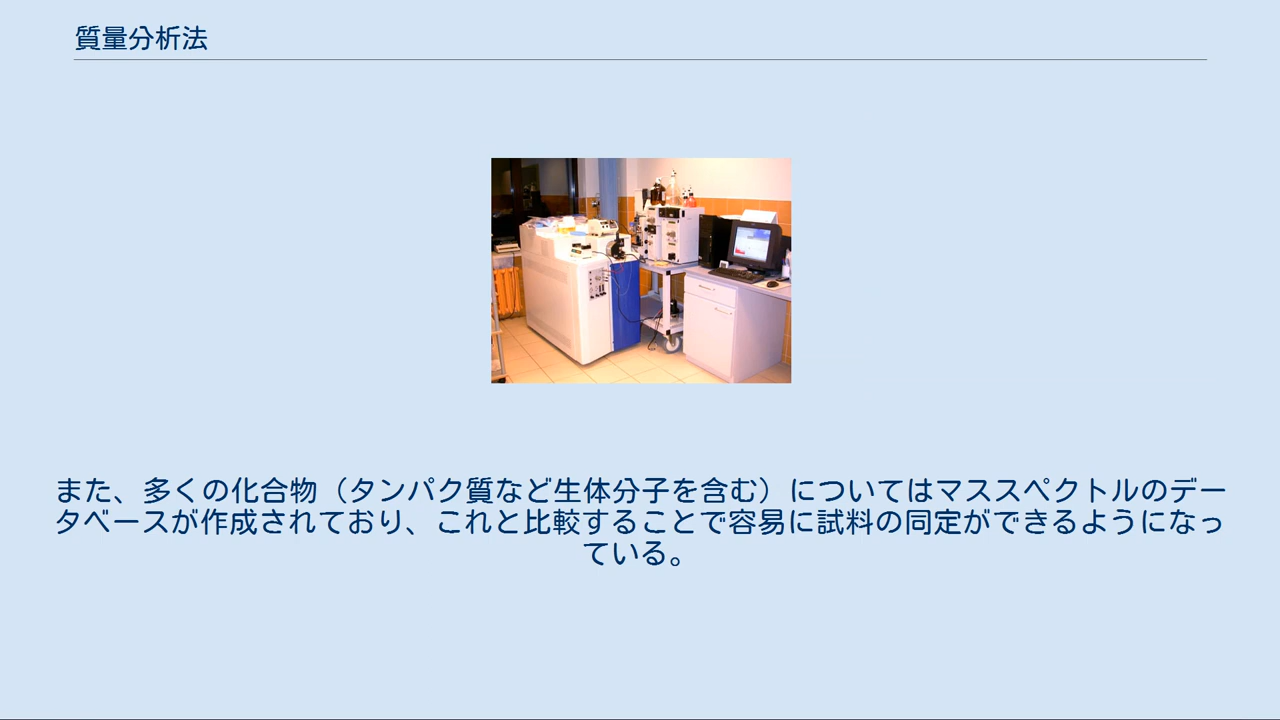 質量分析法
また、多くの化合物（タンパク質など生体分子を含む）についてはマススペクトルのデー
タベースが作成されており、これと比較することで容易に試料の同定ができるようになっ
ている。